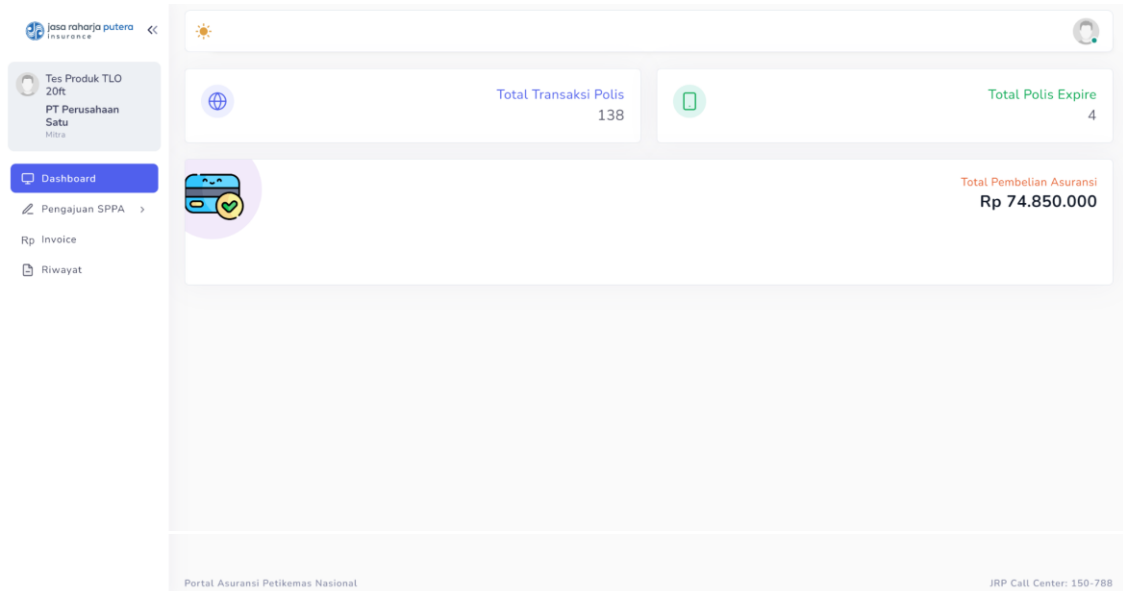 jasa raharja putera
insurance
Tes Produk TLO
20ft
PT Perusahaan
Satu
Mitra
Dashboard
Pengajuan SPPA
Rp Invoice
Riwayat
Total Transaksi Polis
138
Total Polis Expire
4
Total Pembelian Asuransi
Rp 74.850.000
Portal Asuransi Petikemas Nasional
JRP Call Center: 150-788